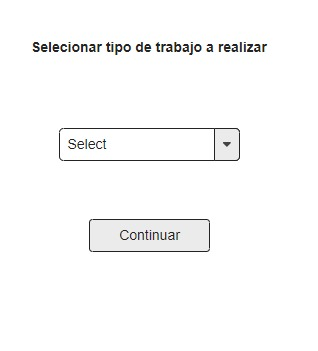 Selecionar tipo de trabajo a realizar
Select
Continuar